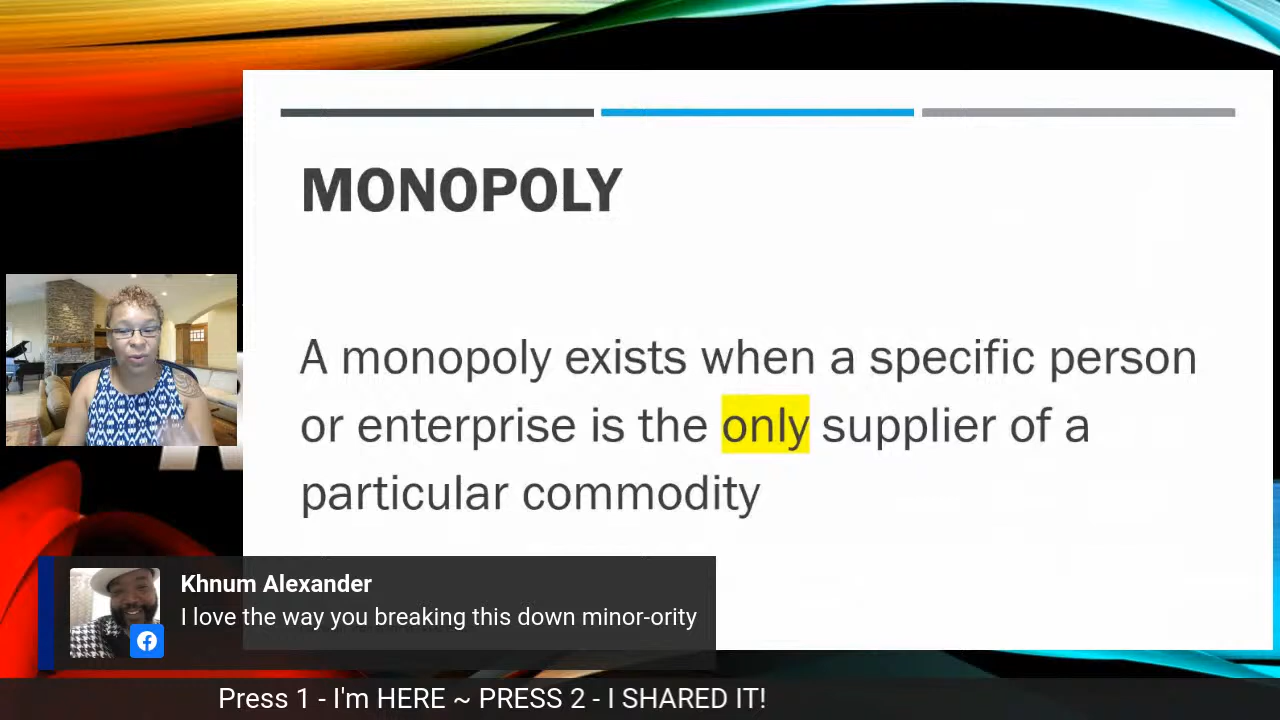 MONOPOLY
A monopoly exists when a specific person
or enterprise is the only supplier of a
particular commodity
Khnum Alexander
I love the way you breaking this down minor-ority
Press 1 - I'm HERE ~ PRESS 2 - I SHARED IT!